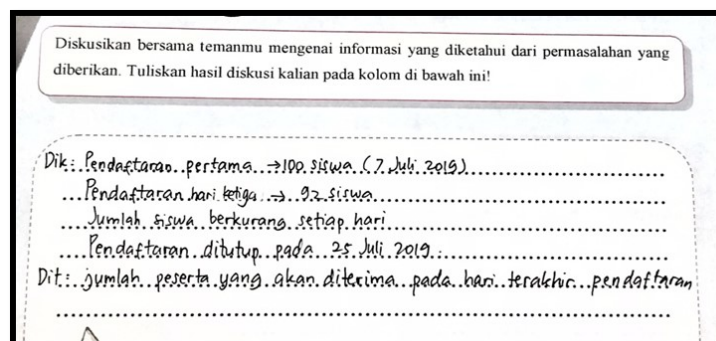 Diskusikan bersama temanmu mengenai informasi yang diketahui dari permasalahan yang
diberikan. Tuliskan hasil diskusi kalian pada kolom di bawah ini!
Dik: Pendaftaran pertama → 100 siswa (7 Juli 2019)
Pendaftaran hari ketiga → 92 siswa
Jumlah siswa berkurang setiap hari
Pendaftaran ditutup pada 25 Juli 2019
Dit: jumlah peserta yang akan diterima pada hari terakhir pendaftaran